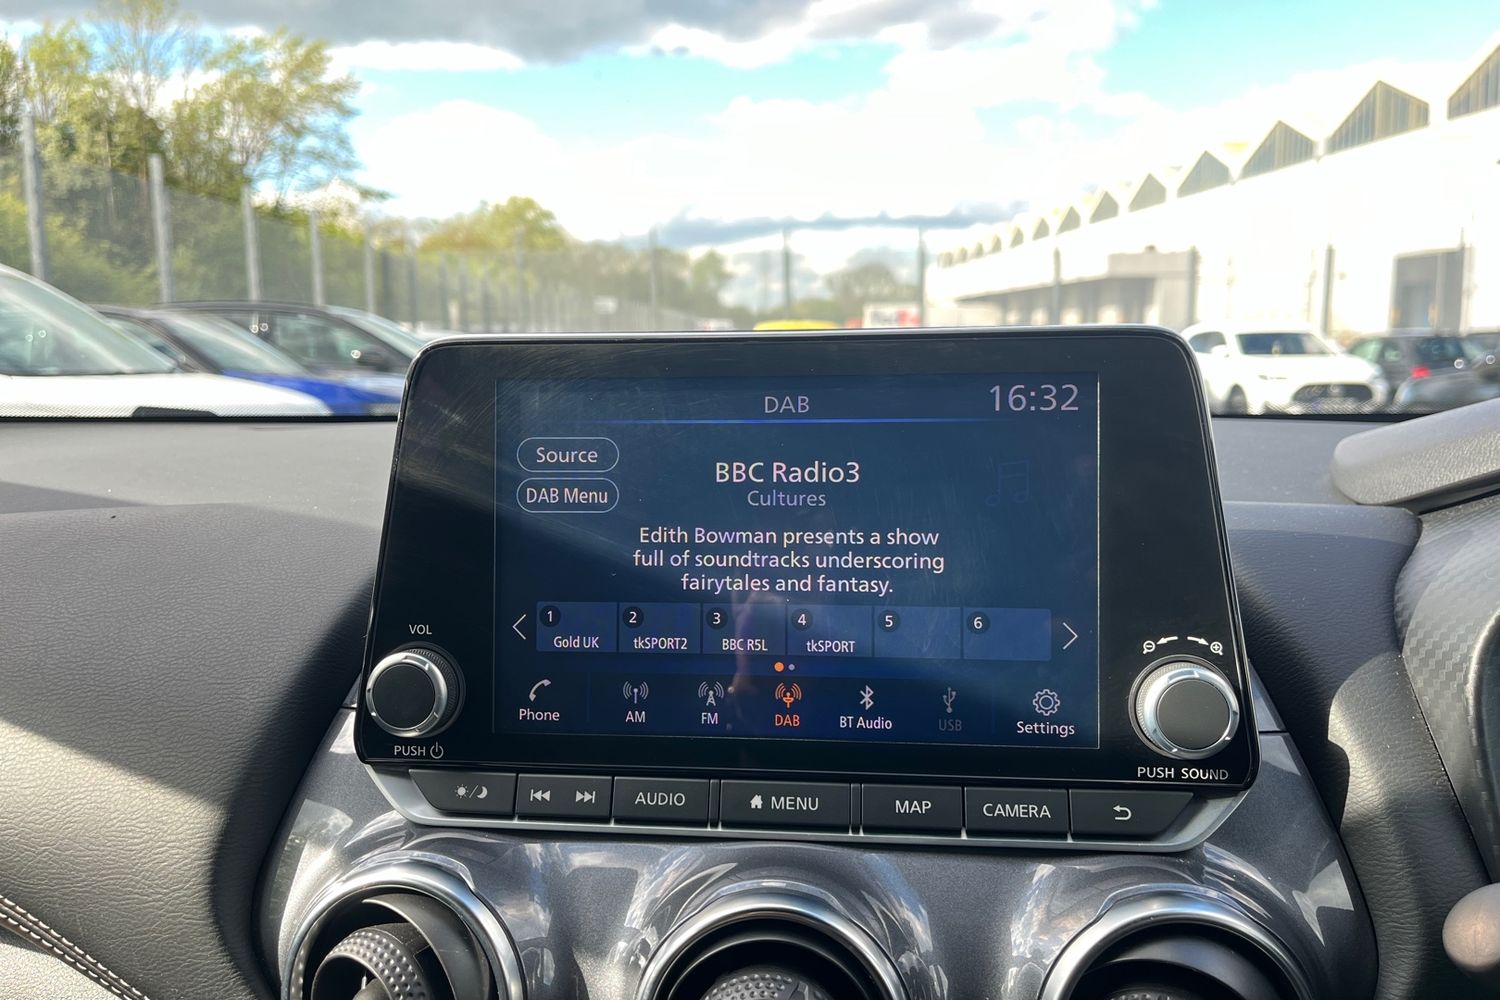 DAB
16:32
Source
DAB Menu
BBC Radio3
Cultures
Edith Bowman presents a show
full of soundtracks underscoring
fairytales and fantasy.
1 2 3 4 5 6
Gold UK tkSPORT2 BBC R5L tkSPORT
Phone AM FM DAB BT Audio USB Settings
VOL
PUSH
PUSH SOUND
AUDIO MENU MAP CAMERA